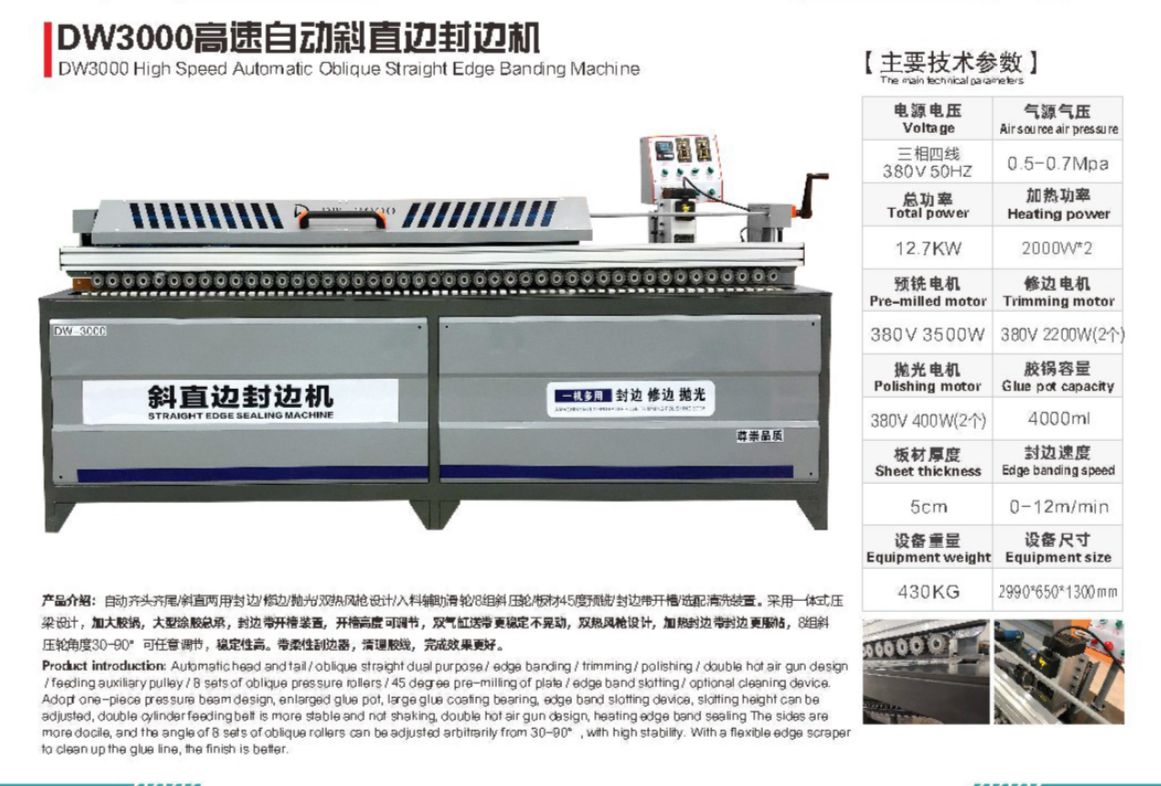 DW3000高速自动斜直边封边机
DW3000 High Speed Automatic Oblique Straight Edge Banding Machine
【主要技术参数】
The main technical parameters
电源电压 气源气压
Voltage Air source air pressure
三相四线
380V 50HZ 0.5-0.7Mpa
总功率 加热功率
Total power Heating power
12.7KW 2000W*2
预铣电机 修边电机
Pre-milled motor Trimming motor
380V 3500W 380V 2200W(2个)
抛光电机 胶锅容量
Polishing motor Glue pot capacity
380V 400W(2个) 4000ml
板材厚度 封边速度
Sheet thickness Edge banding speed
5cm 0-12m/min
设备重量 设备尺寸
Equipment weight Equipment size
430KG 2990*650*1300mm
DW-3000
DW-3000
斜直边封边机
STRAIGHT EDGE SEALING MACHINE
一机多用 封边 修边 抛光
尊崇品质
产品介绍：自动齐头齐尾/斜直两用/封边/修边/抛光/双热风枪设计/入料辅助滑轮/8组斜压轮/板材45度预铣/封边带开槽/选配清洗装置。采用一体式压
梁设计，加大胶锅，大型涂胶总承，封边带开槽装置，开槽高度可调节，双气缸送带更稳定不晃动，双热风枪设计，加热封边带封边更服帖，8组斜
压轮角度30-90° 可任意调节，稳定性高。带柔性刮边器，清理胶线，完成效果更好。
Product introduction: Automatic head and tail / oblique straight dual purpose / edge banding / trimming / polishing / double hot air gun design
/ feeding auxiliary pulley / 8 sets of oblique pressure rollers / 45 degree pre-milling of plate / edge band slotting / optional cleaning device.
Adopt one-piece pressure beam design, enlarged glue pot, large glue coating bearing, edge band slotting device, slotting height can be
adjusted, double cylinder feeding belt is more stable and not shaking, double hot air gun design, heating edge band sealing The sides are
more docile, and the angle of 8 sets of oblique rollers can be adjusted arbitrarily from 30-90° , with high stability. With a flexible edge scraper
to clean up the glue line, the finish is better.